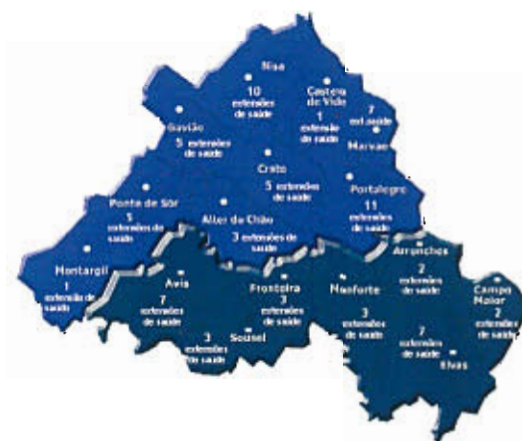 Nisa
10
extensões
de saúde
Castelo
de Vide
1
extensão
de saúde
7
ext.saúde
Marvão
Gavião
5 extensões
de saúde
Crato
5 extensões
de saúde
Portalegre
11
extensões
de saúde
Ponte de Sôr
extensões de
saúde
Alter do Chão
3 extensões
de saúde
Montargil
1
extensão de
saúde
Arronches
2
extensões
de saúde
Avis
7
extensões
de saúde
Fronteira
3
extensões
de saúde
Monforte
3
extensões
de saúde
Campo
Maior
2
extensões
de saúde
3
extensões
de saúde
Sousel
7
extensões
de saúde
Elvas